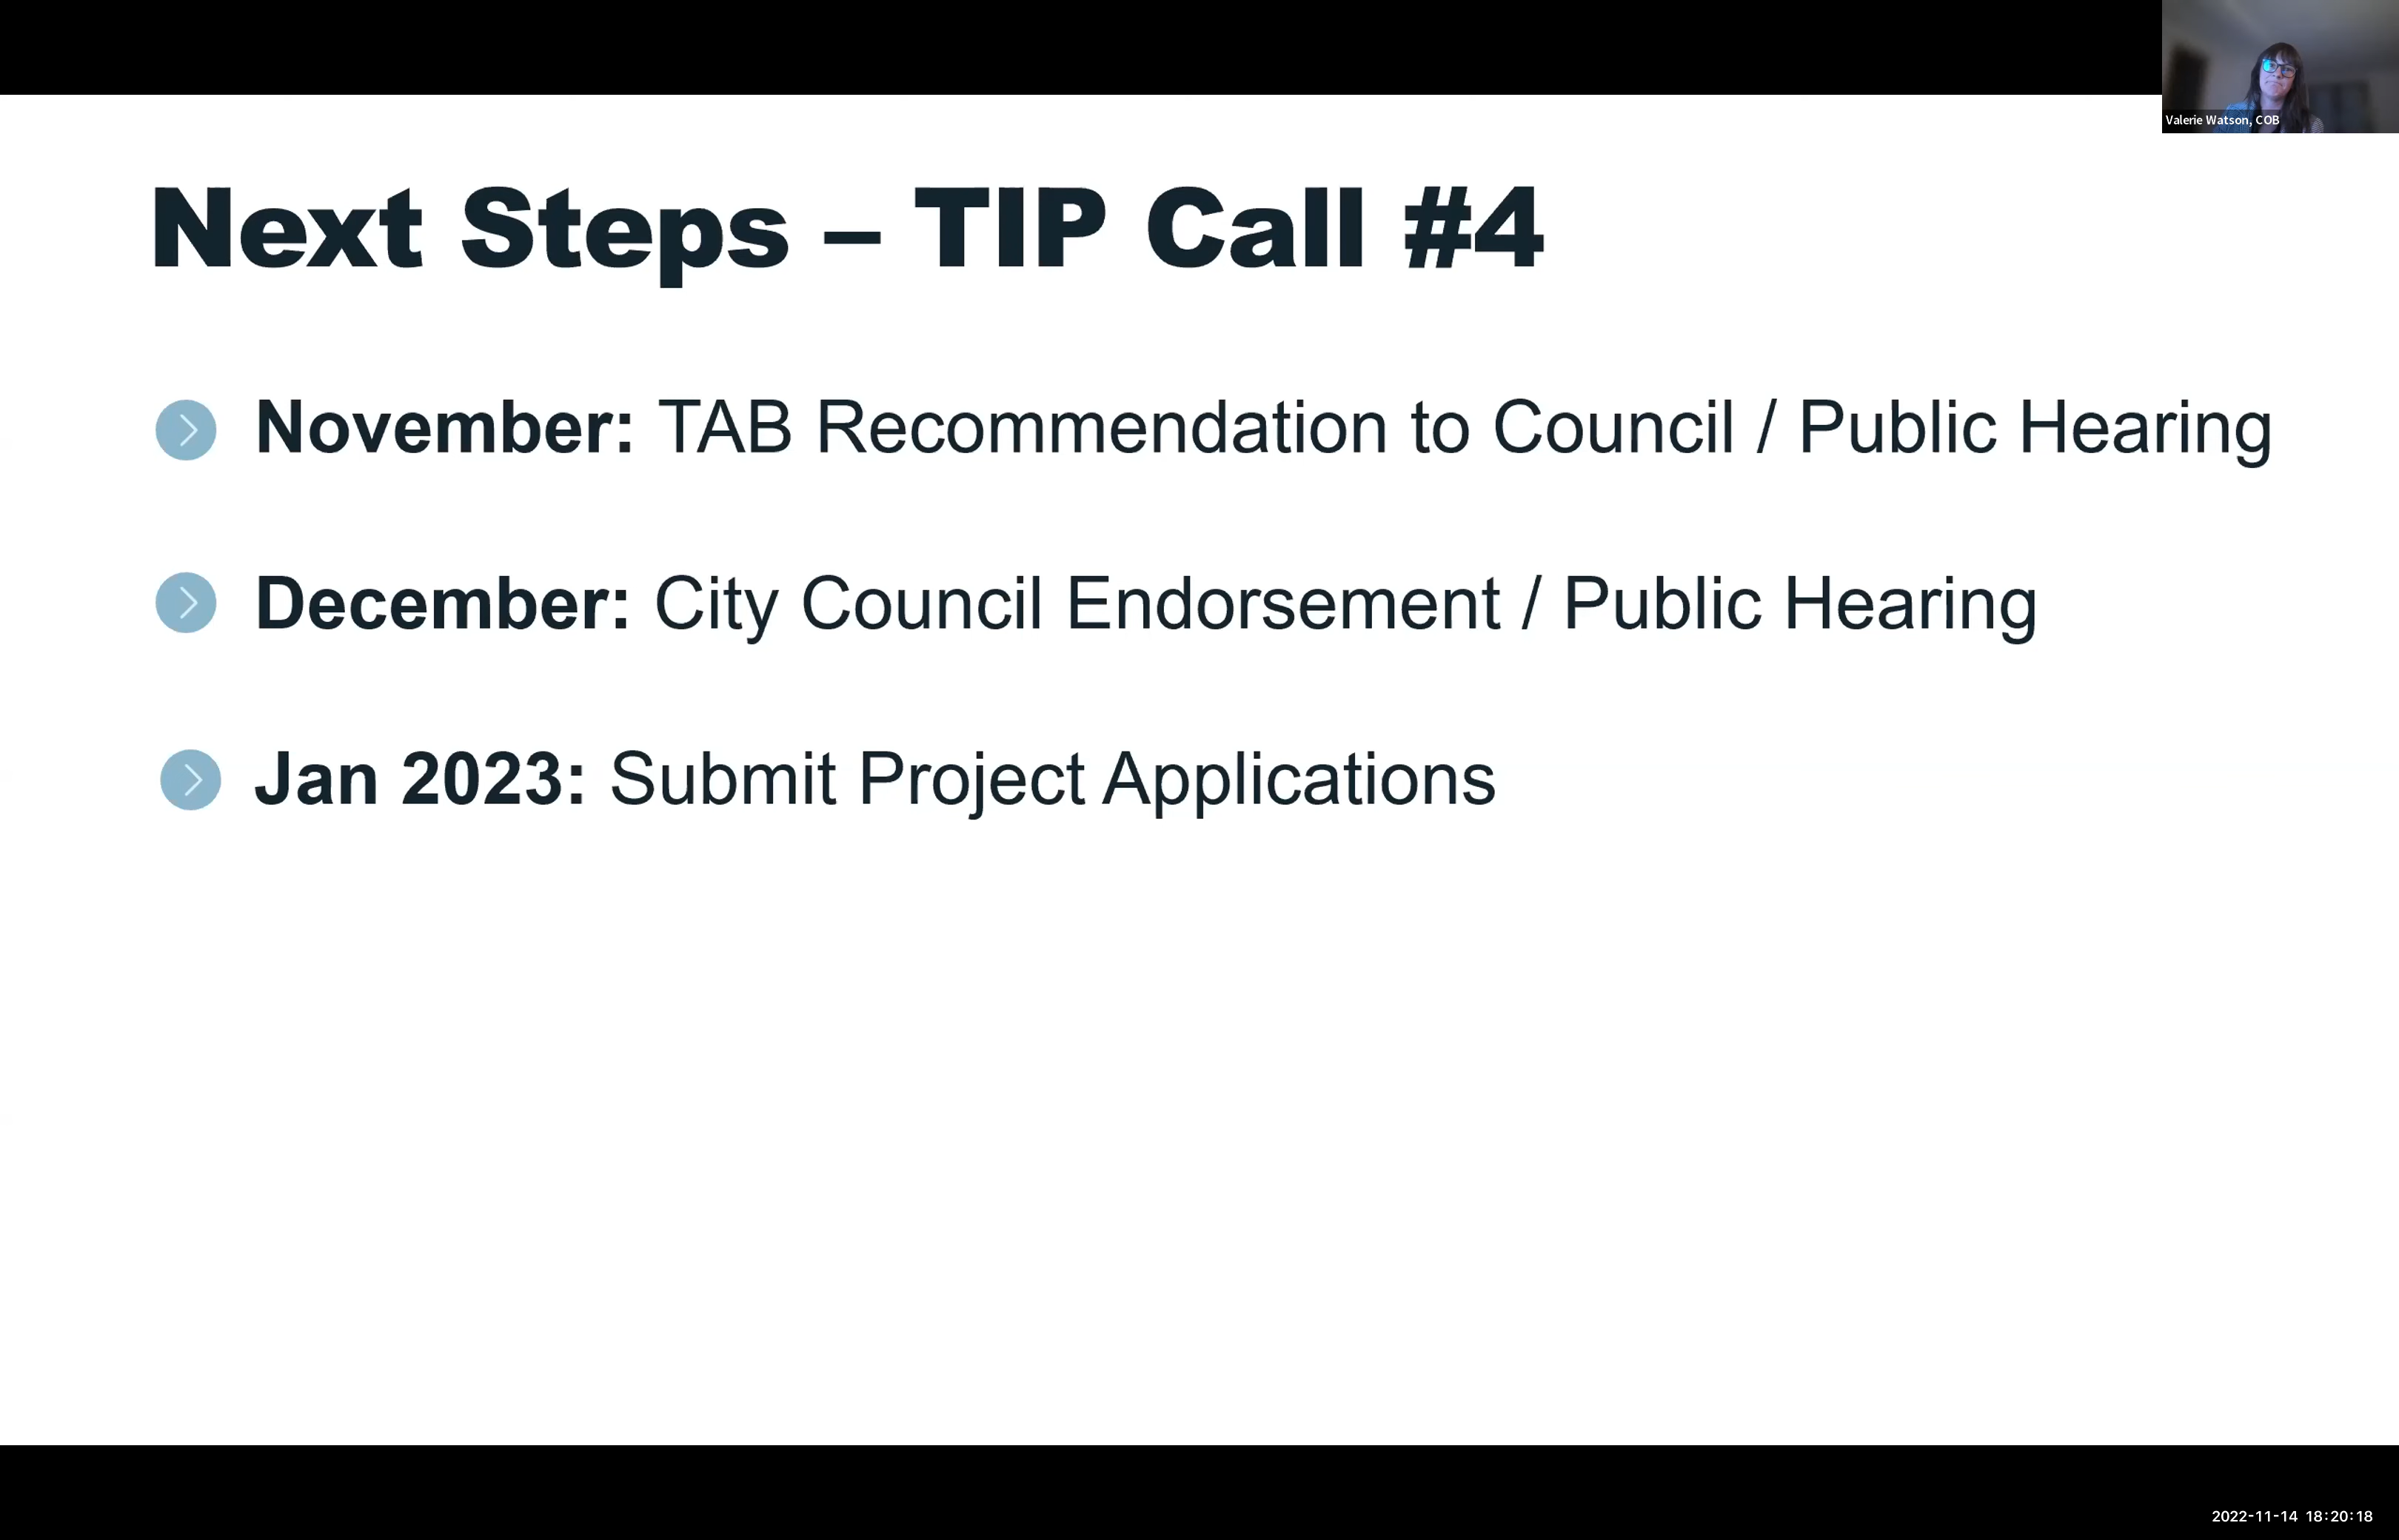 Valerie Watson, COB
Next Steps – TIP Call #4
November: TAB Recommendation to Council / Public Hearing
December: City Council Endorsement / Public Hearing
Jan 2023: Submit Project Applications
2022-11-14 18:20:18